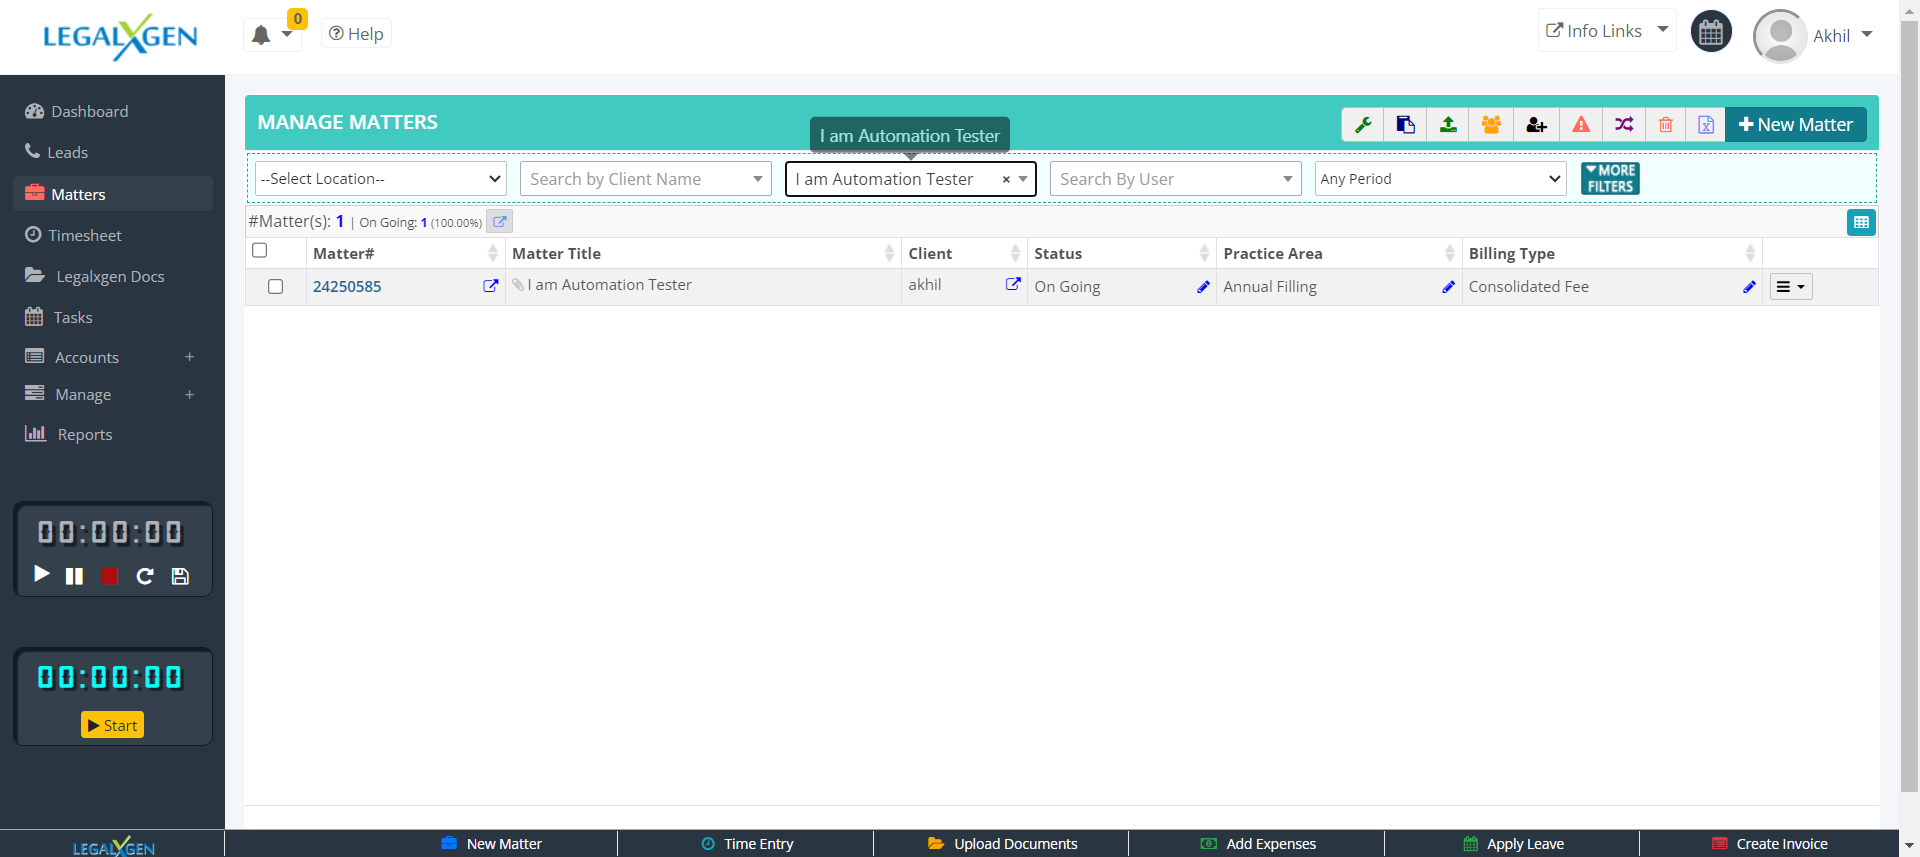 LEGALXGEN
0
Help
Info Links
Akhil
Dashboard
Leads
Matters
Timesheet
Legalxgen Docs
Tasks
Accounts +
Manage +
Reports
00:00:00
00:00:00
Start
MANAGE MATTERS
I am Automation Tester
New Matter
--Select Location--
Search by Client Name
I am Automation Tester ×
Search By User
Any Period
MORE
FILTERS
#Matter(s): 1 | On Going: 1 (100.00%)
Matter# Matter Title Client Status Practice Area Billing Type
24250585 I am Automation Tester akhil On Going Annual Filling Consolidated Fee
LEGALXGEN
New Matter
Time Entry
Upload Documents
Add Expenses
Apply Leave
Create Invoice